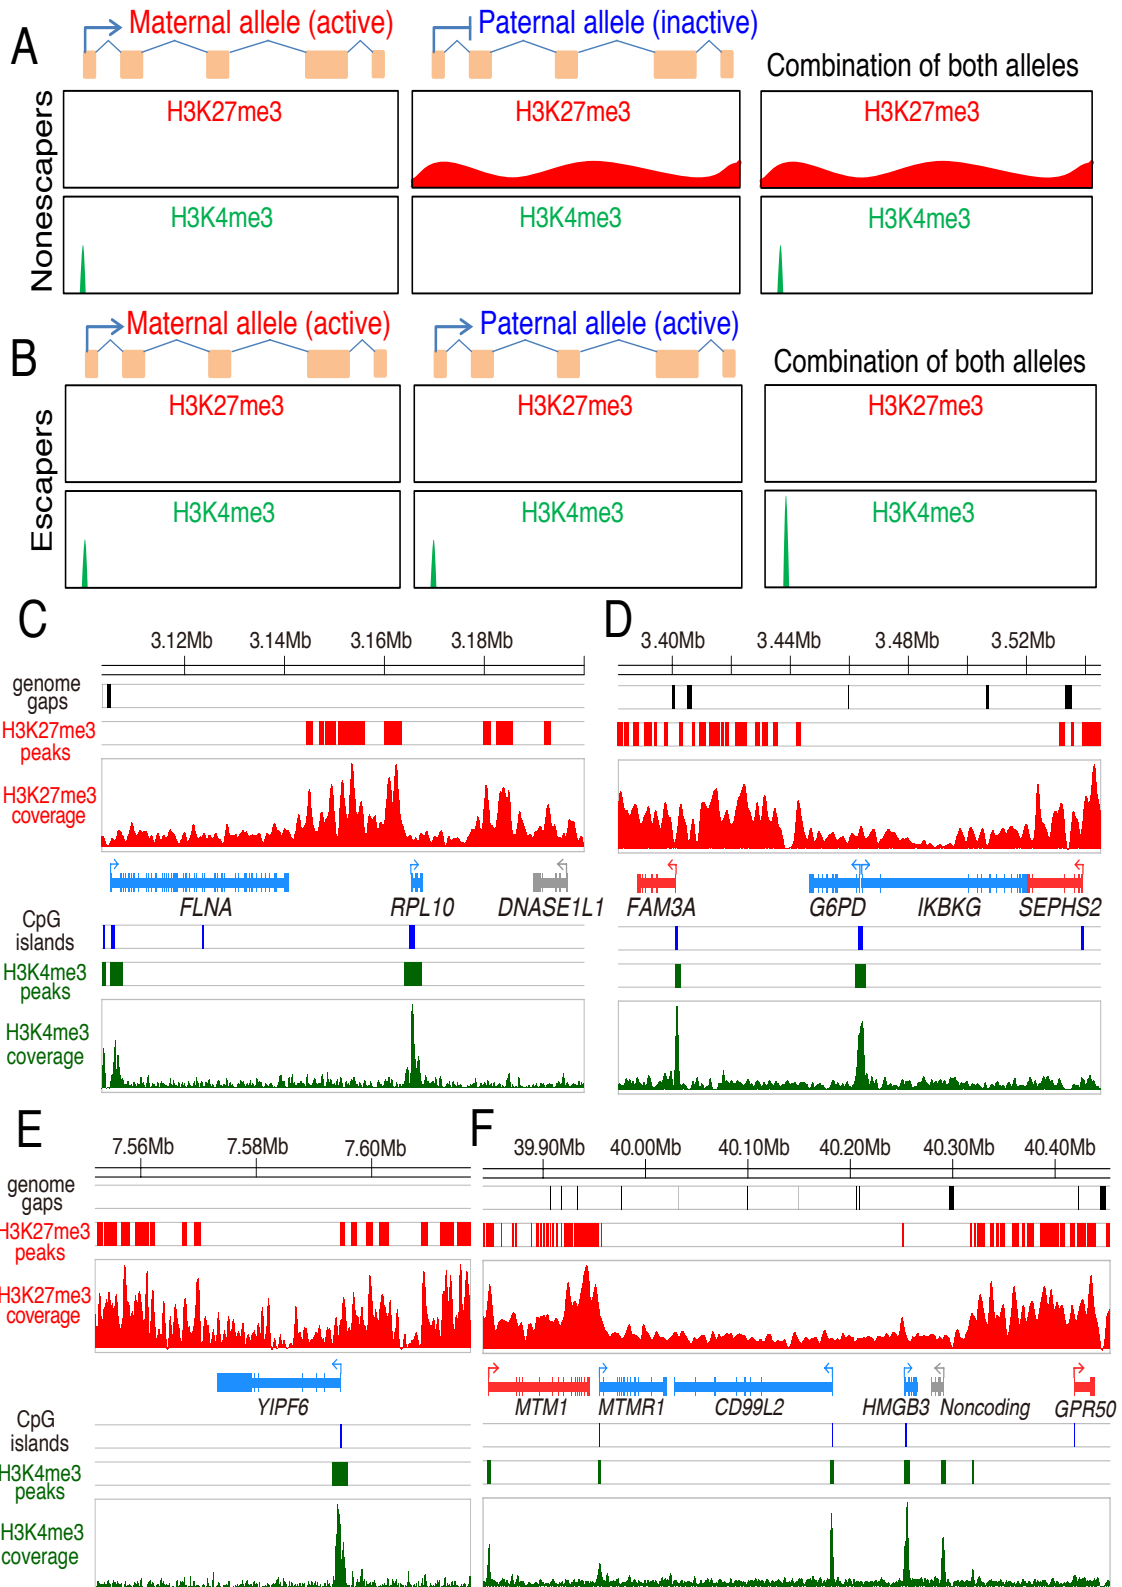 A
Maternal allele (active)
Paternal allele (inactive)
Combination of both alleles
Nonescapers
H3K27me3
H3K27me3
H3K27me3
H3K4me3
H3K4me3
H3K4me3
B
Maternal allele (active)
Paternal allele (active)
Combination of both alleles
Escapers
H3K27me3
H3K27me3
H3K27me3
H3K4me3
H3K4me3
H3K4me3
C
3.12Mb 3.14Mb 3.16Mb 3.18Mb
genome
gaps
H3K27me3
peaks
H3K27me3
coverage
FLNA RPL10 DNASE1L1
CpG
islands
H3K4me3
peaks
H3K4me3
coverage
D
3.40Mb 3.44Mb 3.48Mb 3.52Mb
FAM3A G6PD IKBKG SEPHS2
E
7.56Mb 7.58Mb 7.60Mb
genome
gaps
H3K27me3
peaks
H3K27me3
coverage
YIPF6
CpG
islands
H3K4me3
peaks
H3K4me3
coverage
F
39.90Mb 40.00Mb 40.10Mb 40.20Mb 40.30Mb 40.40Mb
MTM1 MTMR1 CD99L2 HMGB3 Noncoding GPR50